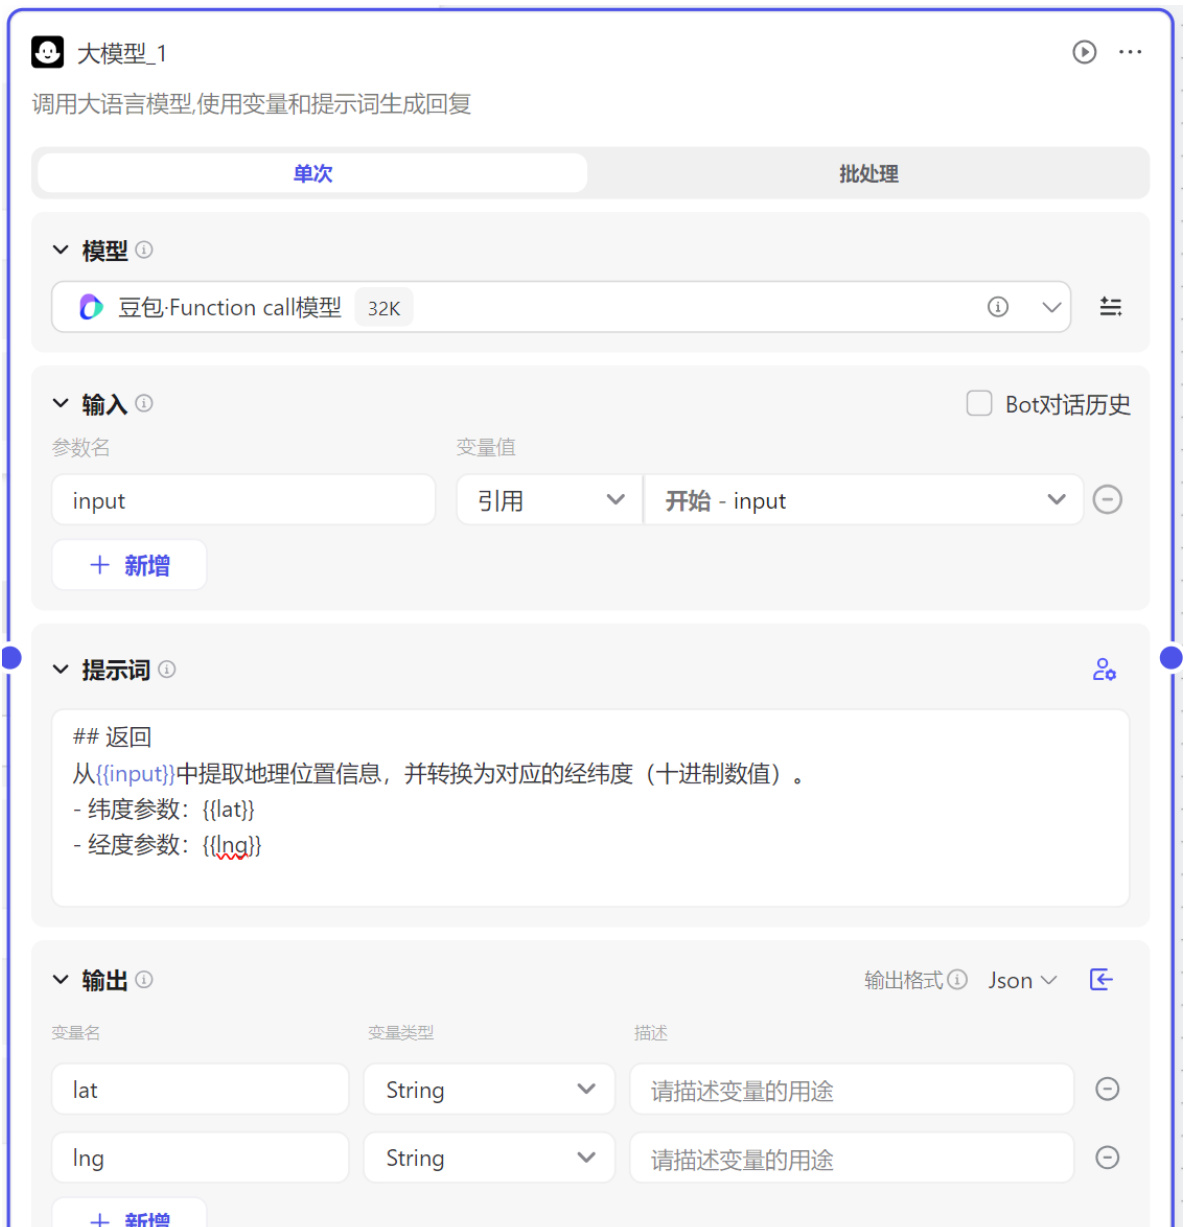 大模型_1
调用大语言模型,使用变量和提示词生成回复
单次 批处理
模型
豆包·Function call模型 32K
输入 Bot对话历史
参数名 变量值
input 引用 开始 - input
+ 新增
提示词
## 返回
从{{input}}中提取地理位置信息，并转换为对应的经纬度（十进制数值）。
- 纬度参数：{{lat}}
- 经度参数：{{lng}}
输出 输出格式 Json
变量名 变量类型 描述
lat String 请描述变量的用途
lng String 请描述变量的用途
+ 新增